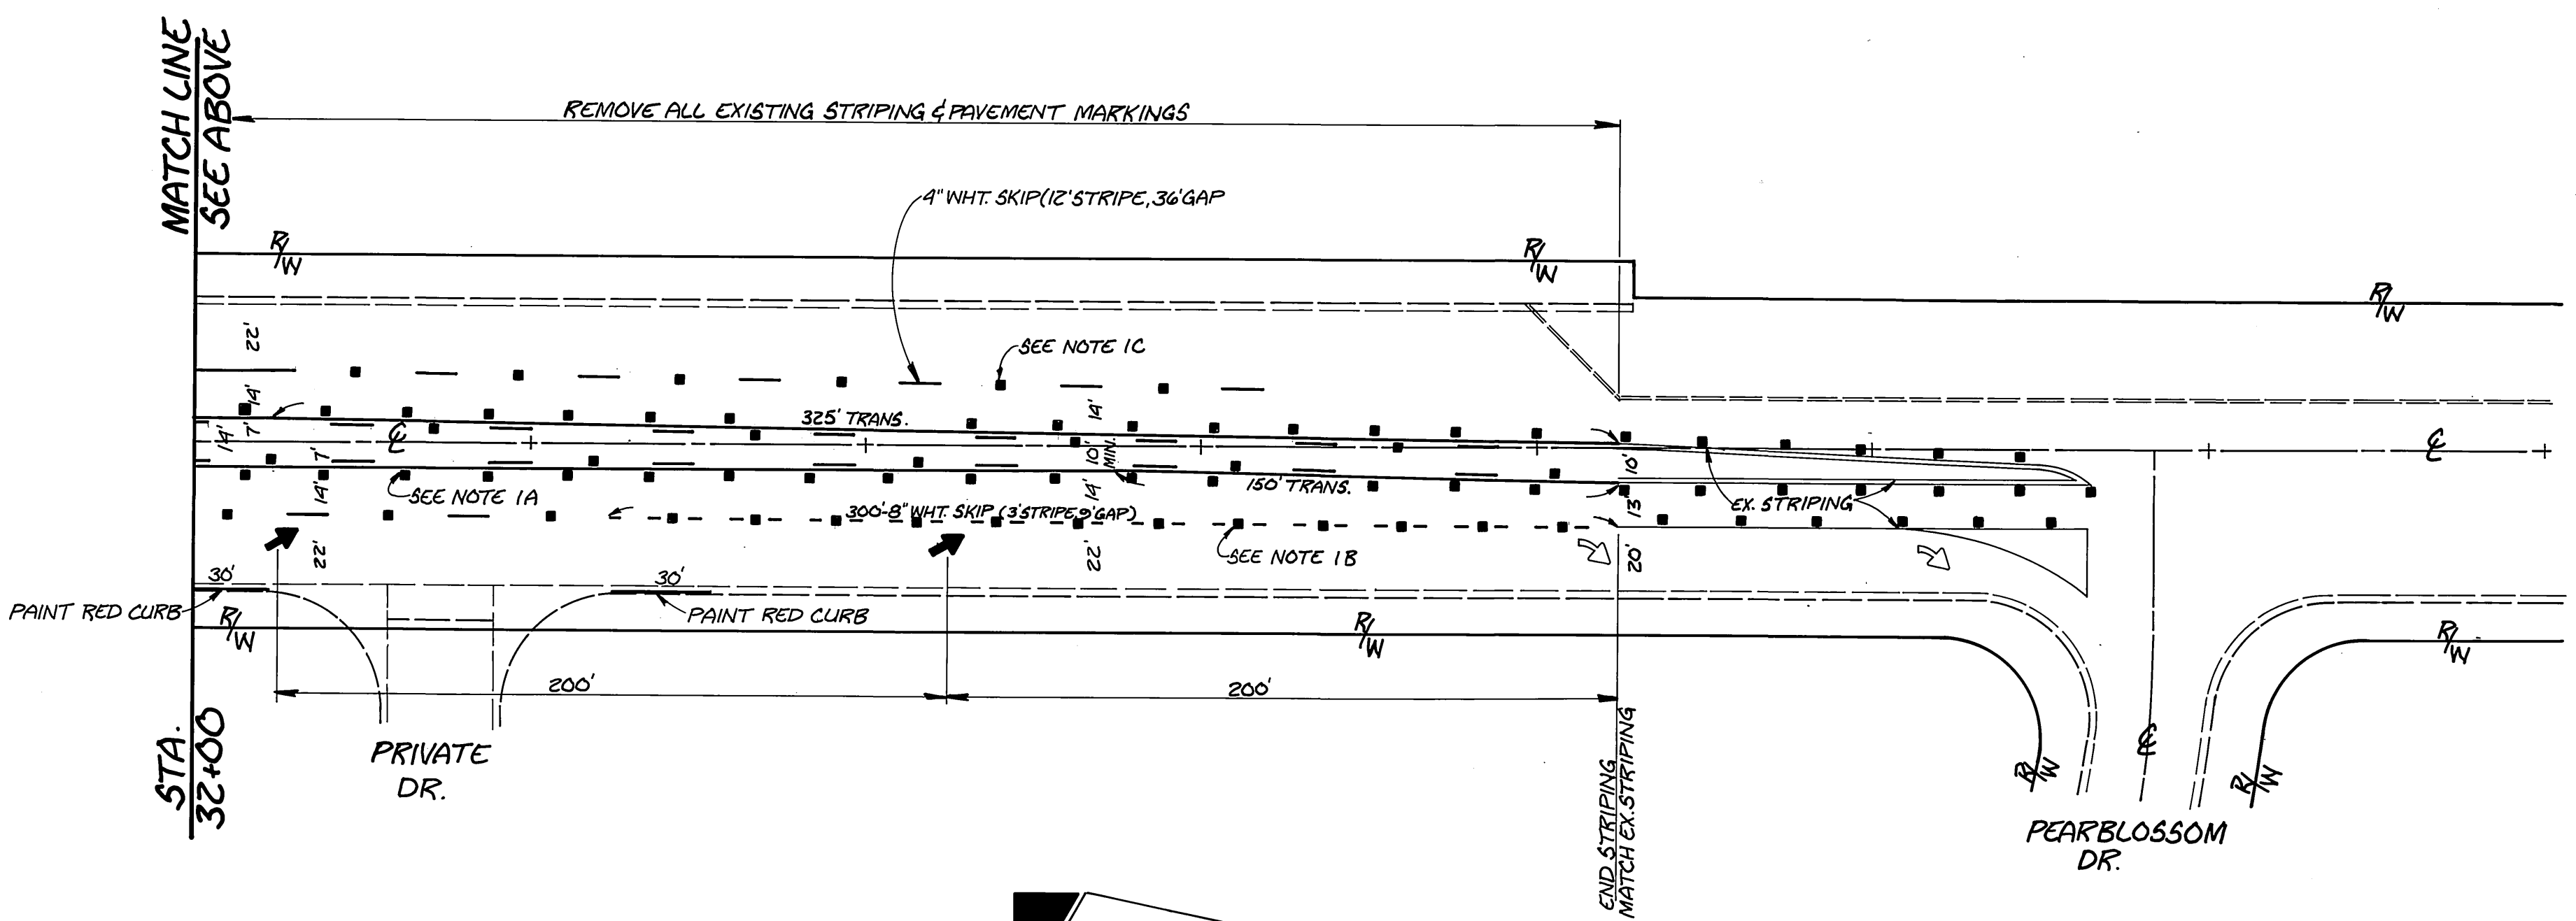 MATCH LINE
SEE ABOVE
REMOVE ALL EXISTING STRIPING & PAVEMENT MARKINGS
4" WHT. SKIP (12' STRIPE, 36' GAP
R/W
R/W
R/W
22'
SEE NOTE 1C
14'
325' TRANS.
14'
7'
14'
℄
10' MIN.
℄
7'
10'
14'
SEE NOTE 1A
14'
150' TRANS.
13'
EX. STRIPING
300'-8" WHT. SKIP (3' STRIPE, 9' GAP)
22'
22'
SEE NOTE 1B
20'
30'
30'
PAINT RED CURB
PAINT RED CURB
R/W
R/W
R/W
200'
200'
STA.
32+00
PRIVATE
DR.
END STRIPING
MATCH EX. STRIPING
℄
R/W
R/W
PEARBLOSSOM
DR.